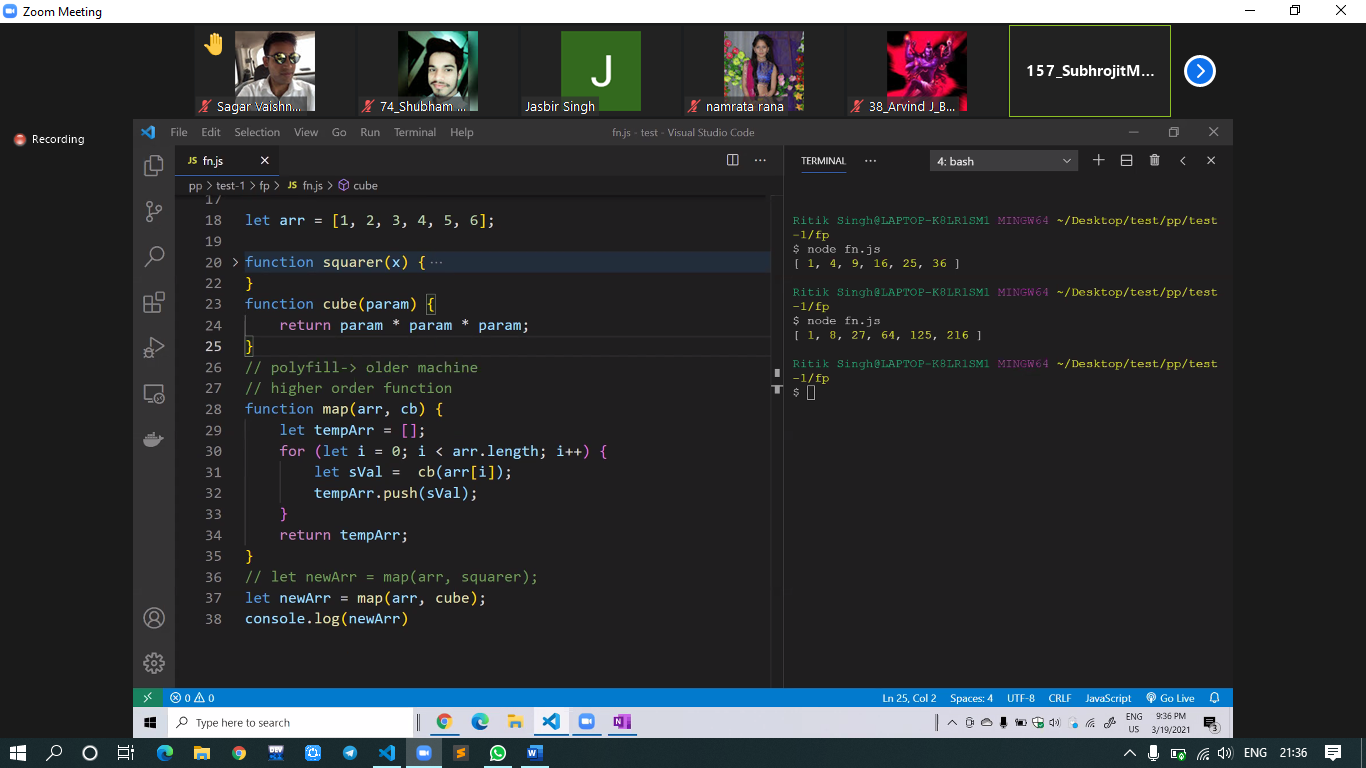 Zoom Meeting
Sagar Vaishn...
74_Shubham ...
Jasbir Singh
J
namrata rana
38_Arvind J_B...
157_SubhrojitM...
Recording
File Edit Selection View Go Run Terminal Help
fn.js - test - Visual Studio Code
JS fn.js
pp > test-1 > fp > JS fn.js > cube
17
18 let arr = [1, 2, 3, 4, 5, 6];
19
20 function squarer(x) { ...
22 }
23 function cube(param) {
24     return param * param * param;
25 }
26 // polyfill-> older machine
27 // higher order function
28 function map(arr, cb) {
29     let tempArr = [];
30     for (let i = 0; i < arr.length; i++) {
31         let sVal =  cb(arr[i]);
32         tempArr.push(sVal);
33     }
34     return tempArr;
35 }
36 // let newArr = map(arr, squarer);
37 let newArr = map(arr, cube);
38 console.log(newArr)
TERMINAL ... 4: bash
Ritik Singh@LAPTOP-K8LR1SM1 MINGW64 ~/Desktop/test/pp/test
-1/fp
$ node fn.js
[ 1, 4, 9, 16, 25, 36 ]
Ritik Singh@LAPTOP-K8LR1SM1 MINGW64 ~/Desktop/test/pp/test
-1/fp
$ node fn.js
[ 1, 8, 27, 64, 125, 216 ]
Ritik Singh@LAPTOP-K8LR1SM1 MINGW64 ~/Desktop/test/pp/test
-1/fp
$
0 0 Ln 25, Col 2 Spaces: 4 UTF-8 CRLF JavaScript Go Live
Type here to search
ENG
US
9:36 PM
3/19/2021
3
ENG 21:36